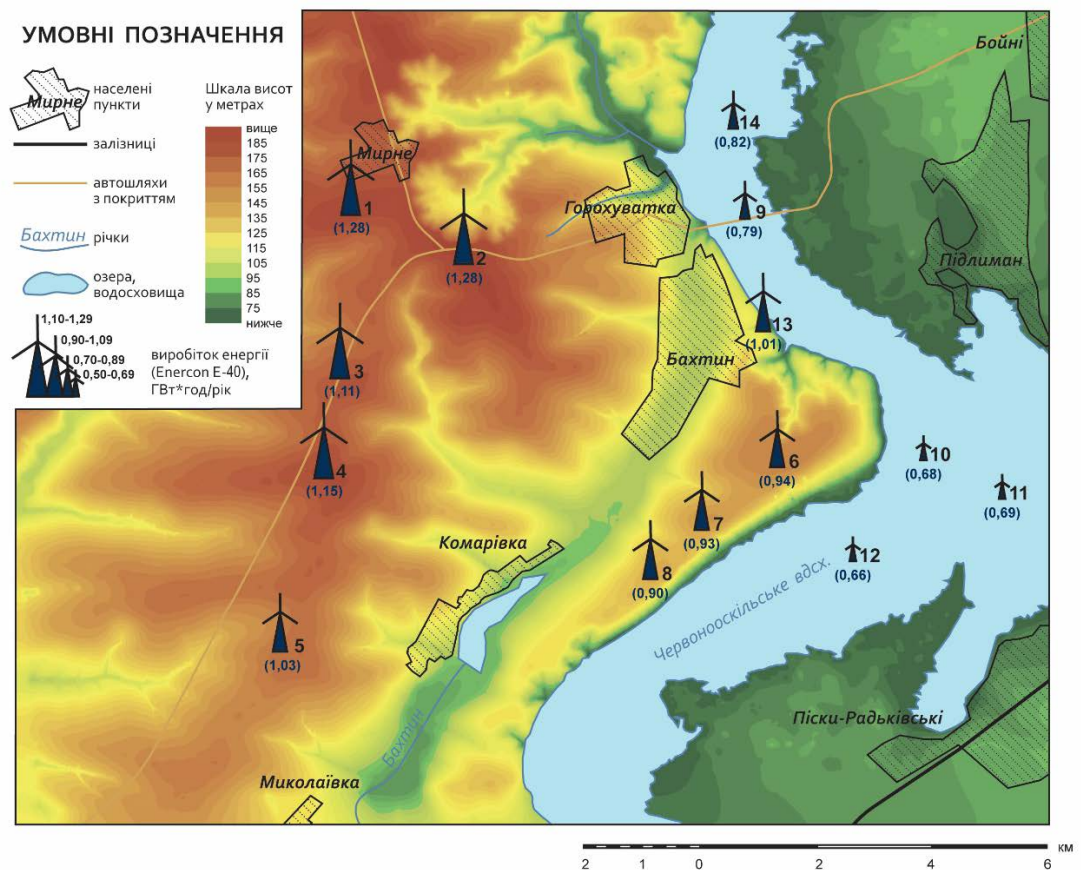 УМОВНІ ПОЗНАЧЕННЯ
Мирне
населені
пункти
залізниці
автошляхи
з покриттям
Бахтин
річки
озера,
водосховища
1,10-1,29
0,90-1,09
0,70-0,89
0,50-0,69
виробіток енергії
(Enercon E-40),
ГВт*год/рік
Шкала висот
у метрах
вище
185
175
165
155
145
135
125
115
105
95
85
75
нижче
Бойні
14
(0,82)
Мирне
1
(1,28)
Горохуватка
9
(0,79)
2
(1,28)
Підлиман
13
(1,01)
Бахтин
3
(1,11)
4
(1,15)
6
(0,94)
10
(0,68)
11
(0,69)
7
(0,93)
Комарівка
12
(0,66)
8
(0,90)
Червонооскільське вдсх.
5
(1,03)
Піски-Радьківські
Бахтин
Миколаївка
км
2 1 0 2 4 6